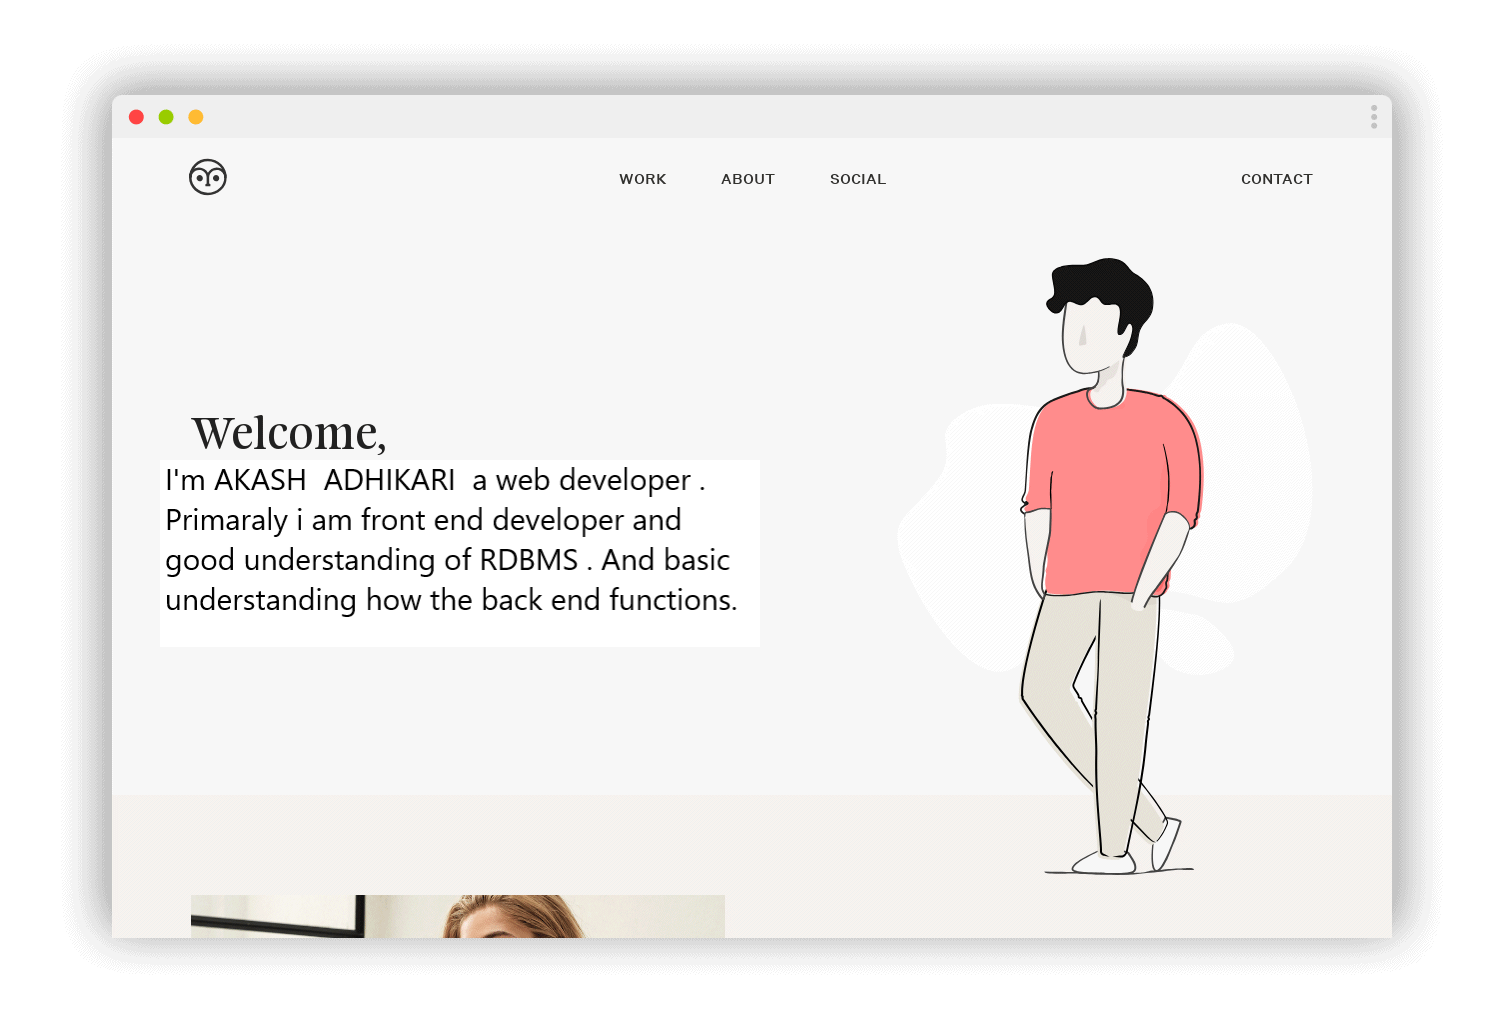 WORK ABOUT SOCIAL CONTACT
Welcome,
I'm AKASH  ADHIKARI  a web developer .
Primaraly i am front end developer and
good understanding of RDBMS . And basic
understanding how the back end functions.